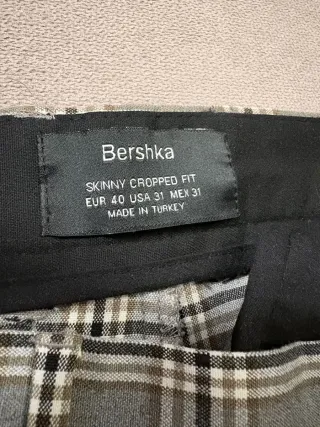 Bershka
SKINNY CROPPED FIT
EUR 40 USA 31 MEX 31
MADE IN TURKEY